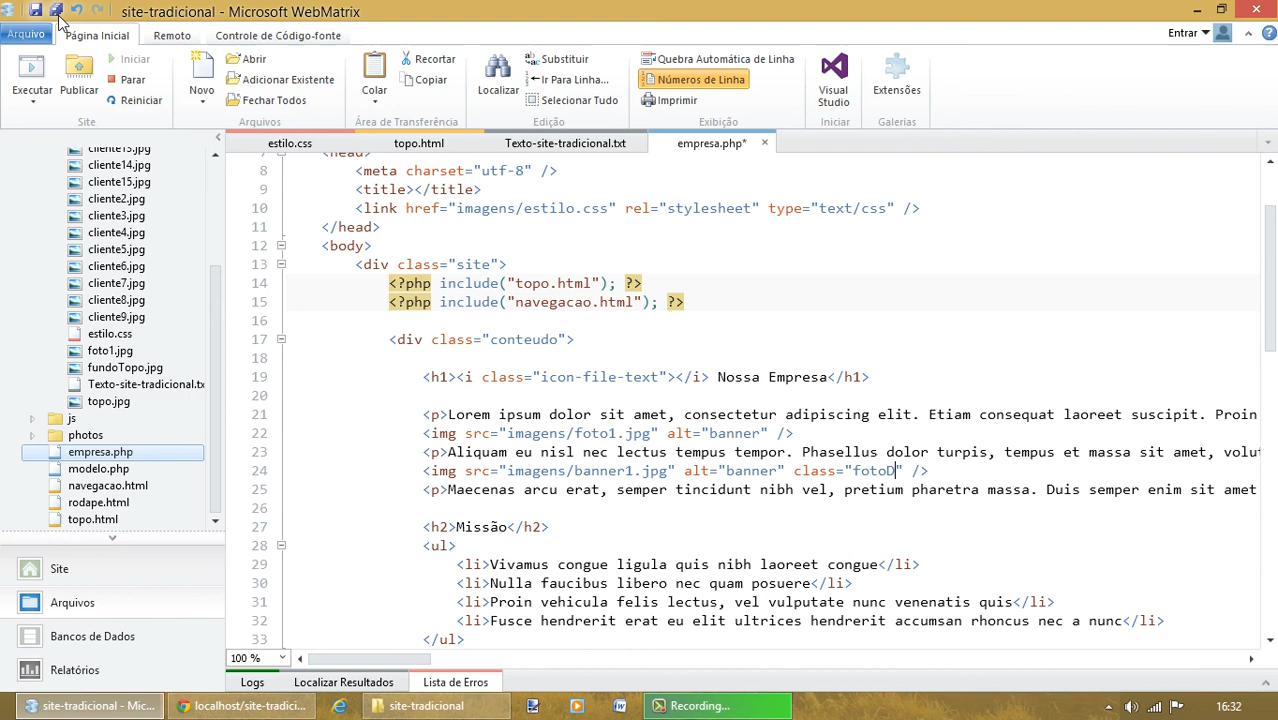 site-tradicional - Microsoft WebMatrix
Arquivo Página Inicial Remoto Controle de Código-fonte Entrar
Executar
Publicar
Iniciar
Parar
Reiniciar
Site
Novo
Abrir
Adicionar Existente
Fechar Todos
Arquivos
Colar
Recortar
Copiar
Área de Transferência
Localizar
Substituir
Ir Para Linha...
Selecionar Tudo
Edição
Quebra Automática de Linha
Números de Linha
Imprimir
Exibição
Visual
Studio
Iniciar
Extensões
Galerias
estilo.css topo.html Texto-site-tradicional.txt empresa.php*
cliente13.jpg
cliente14.jpg
cliente15.jpg
cliente2.jpg
cliente3.jpg
cliente4.jpg
cliente5.jpg
cliente6.jpg
cliente7.jpg
cliente8.jpg
cliente9.jpg
estilo.css
foto1.jpg
fundoTopo.jpg
Texto-site-tradicional.tx
topo.jpg
js
photos
empresa.php
modelo.php
navegacao.html
rodape.html
topo.html
Site
Arquivos
Bancos de Dados
Relatórios
7 <head>
8 <meta charset="utf-8" />
9 <title></title>
10 <link href="imagens/estilo.css" rel="stylesheet" type="text/css" />
11 </head>
12 <body>
13 <div class="site">
14 <?php include("topo.html"); ?>
15 <?php include("navegacao.html"); ?>
16
17 <div class="conteudo">
18
19 <h1><i class="icon-file-text"></i> Nossa Empresa</h1>
20
21 <p>Lorem ipsum dolor sit amet, consectetur adipiscing elit. Etiam consequat laoreet suscipit. Proin
22 <img src="imagens/foto1.jpg" alt="banner" />
23 <p>Aliquam eu nisl nec lectus tempus tempor. Phasellus dolor turpis, tempus et massa sit amet, volut
24 <img src="imagens/banner1.jpg" alt="banner" class="fotoD" />
25 <p>Maecenas arcu erat, semper tincidunt nibh vel, pretium pharetra massa. Duis semper enim sit amet
26
27 <h2>Missão</h2>
28 <ul>
29 <li>Vivamus congue ligula quis nibh laoreet congue</li>
30 <li>Nulla faucibus libero nec quam posuere</li>
31 <li>Proin vehicula felis lectus, vel vulputate nunc venenatis quis</li>
32 <li>Fusce hendrerit erat eu elit ultrices hendrerit accumsan rhoncus nec a nunc</li>
33 </ul>
100 %
Logs Localizar Resultados Lista de Erros
site-tradicional - Mic... localhost/site-tradici... site-tradicional Recording... 16:32